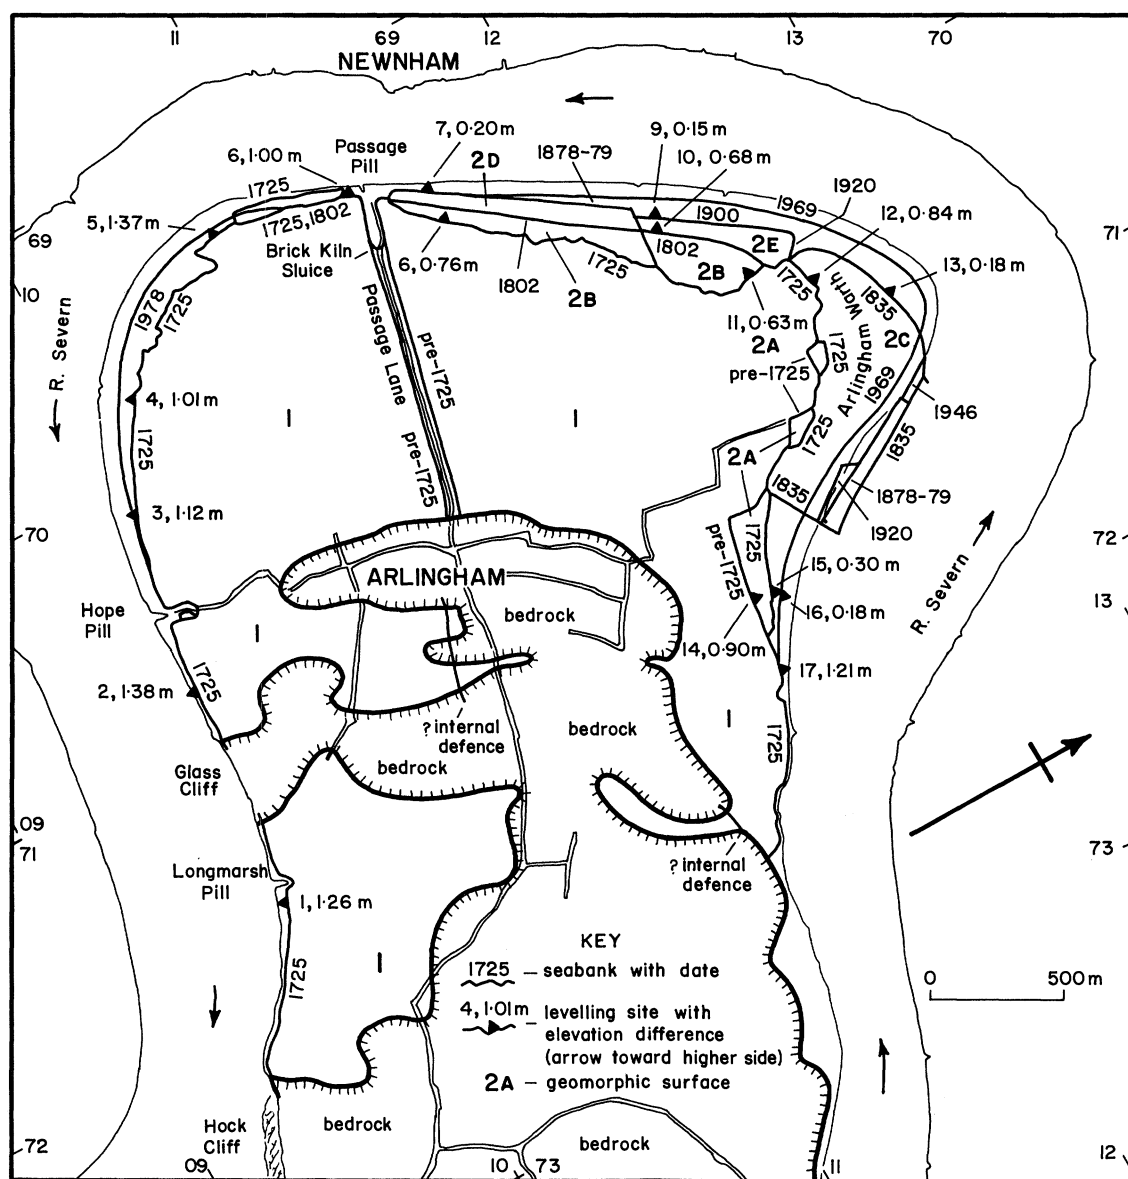 11
69
12
13
70
NEWNHAM
7, 0·20 m
9, 0·15 m
Passage
Pill
1878-79
10, 0·68 m
6, 1·00 m
2D
1725
1920
1969
12, 0·84 m
5, 1·37 m
1725, 1802
1900
69
71
Brick Kiln
Sluice
1802
2E
6, 0·76 m
1802
1725
2B
2B
1725
13, 0·18 m
10
1978
1725
Passage Lane
pre-1725
11, 0·63 m
1835
2C
R. Severn
2A
1725
Arlingham Warth
pre-1725
1969
4, 1·01 m
I
I
1946
1725
pre-1725
1725
1835
2A
1835
1878-79
3, 1·12 m
1920
70
pre-1725
1725
72
15, 0·30 m
ARLINGHAM
R. Severn
Hope
Pill
bedrock
16, 0·18 m
13
I
14, 0·90m
17, 1·21 m
2, 1·38 m
1725
? internal
defence
bedrock
I
1725
bedrock
Glass
Cliff
09
71
73
Longmarsh
Pill
? internal
defence
1, 1·26 m
KEY
I
1725
1725 – seabank with date
0 500 m
4, 1·01m – levelling site with
elevation difference
(arrow toward higher side)
2A – geomorphic surface
Hock
Cliff
bedrock
bedrock
72
12
09
10
73
11